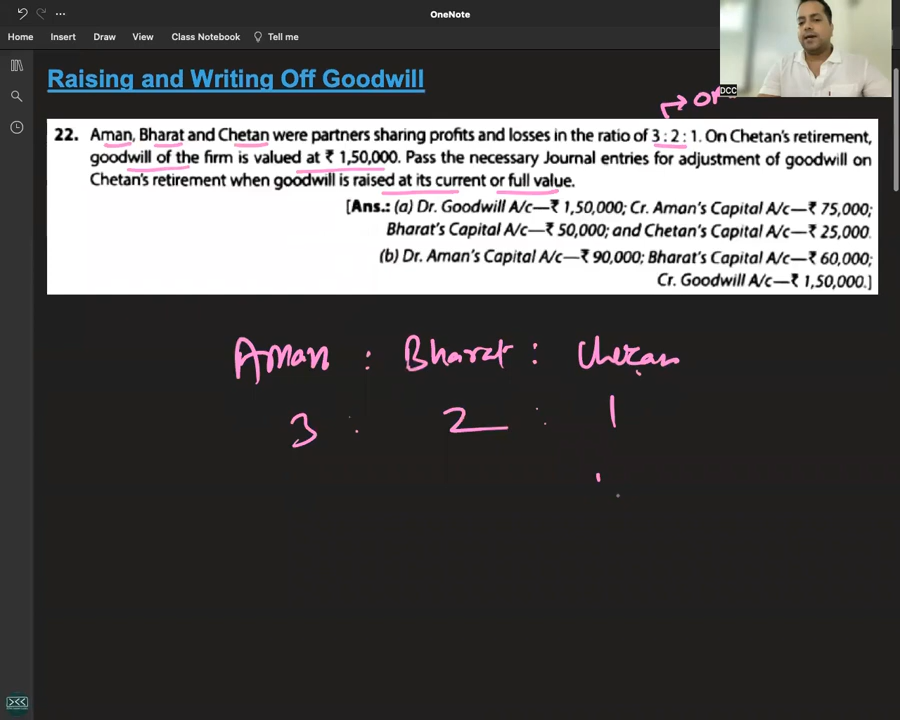 OneNote
Home Insert Draw View Class Notebook Tell me
Raising and Writing Off Goodwill
DCC
22. Aman, Bharat and Chetan were partners sharing profits and losses in the ratio of 3 : 2 : 1. On Chetan's retirement,
goodwill of the firm is valued at ₹ 1,50,000. Pass the necessary Journal entries for adjustment of goodwill on
Chetan's retirement when goodwill is raised at its current or full value.
[Ans.: (a) Dr. Goodwill A/c—₹ 1,50,000; Cr. Aman's Capital A/c—₹ 75,000;
Bharat's Capital A/c—₹ 50,000; and Chetan's Capital A/c—₹ 25,000.
(b) Dr. Aman's Capital A/c—₹ 90,000; Bharat's Capital A/c—₹ 60,000;
Cr. Goodwill A/c—₹ 1,50,000.]
Aman : Bharat : Chetan
3 : 2 : 1